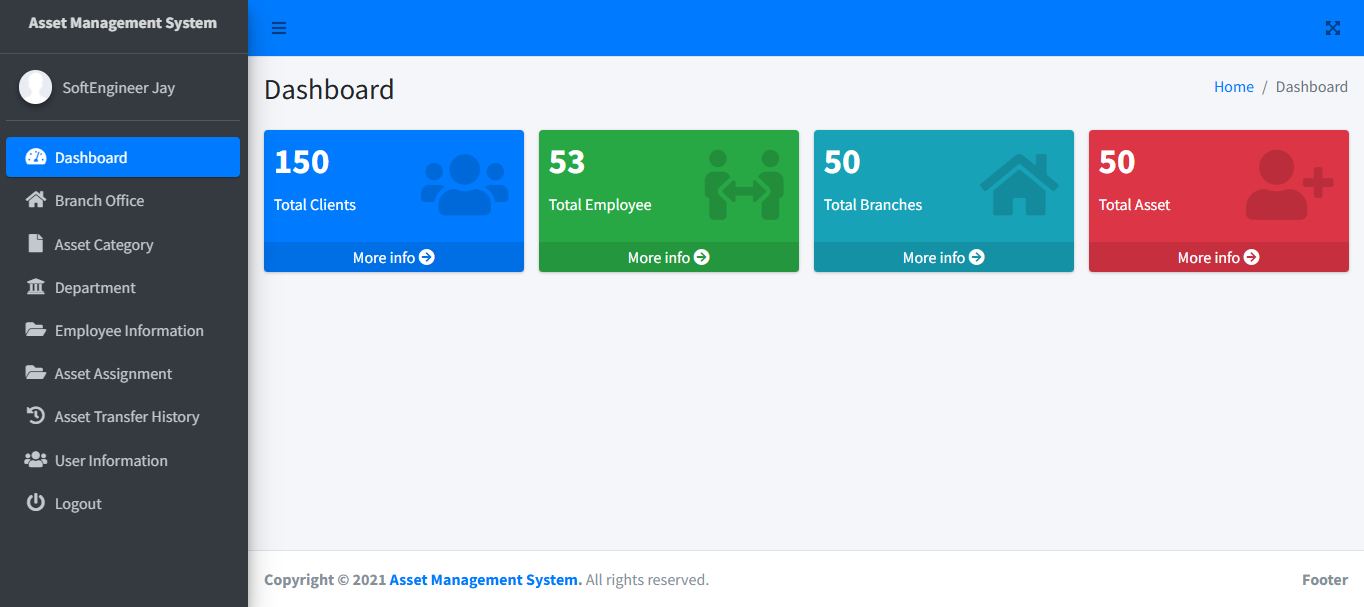 Asset Management System
SoftEngineer Jay
Dashboard
Branch Office
Asset Category
Department
Employee Information
Asset Assignment
Asset Transfer History
User Information
Logout
Dashboard
Home / Dashboard
150
Total Clients
More info
53
Total Employee
More info
50
Total Branches
More info
50
Total Asset
More info
Copyright © 2021 Asset Management System. All rights reserved.
Footer